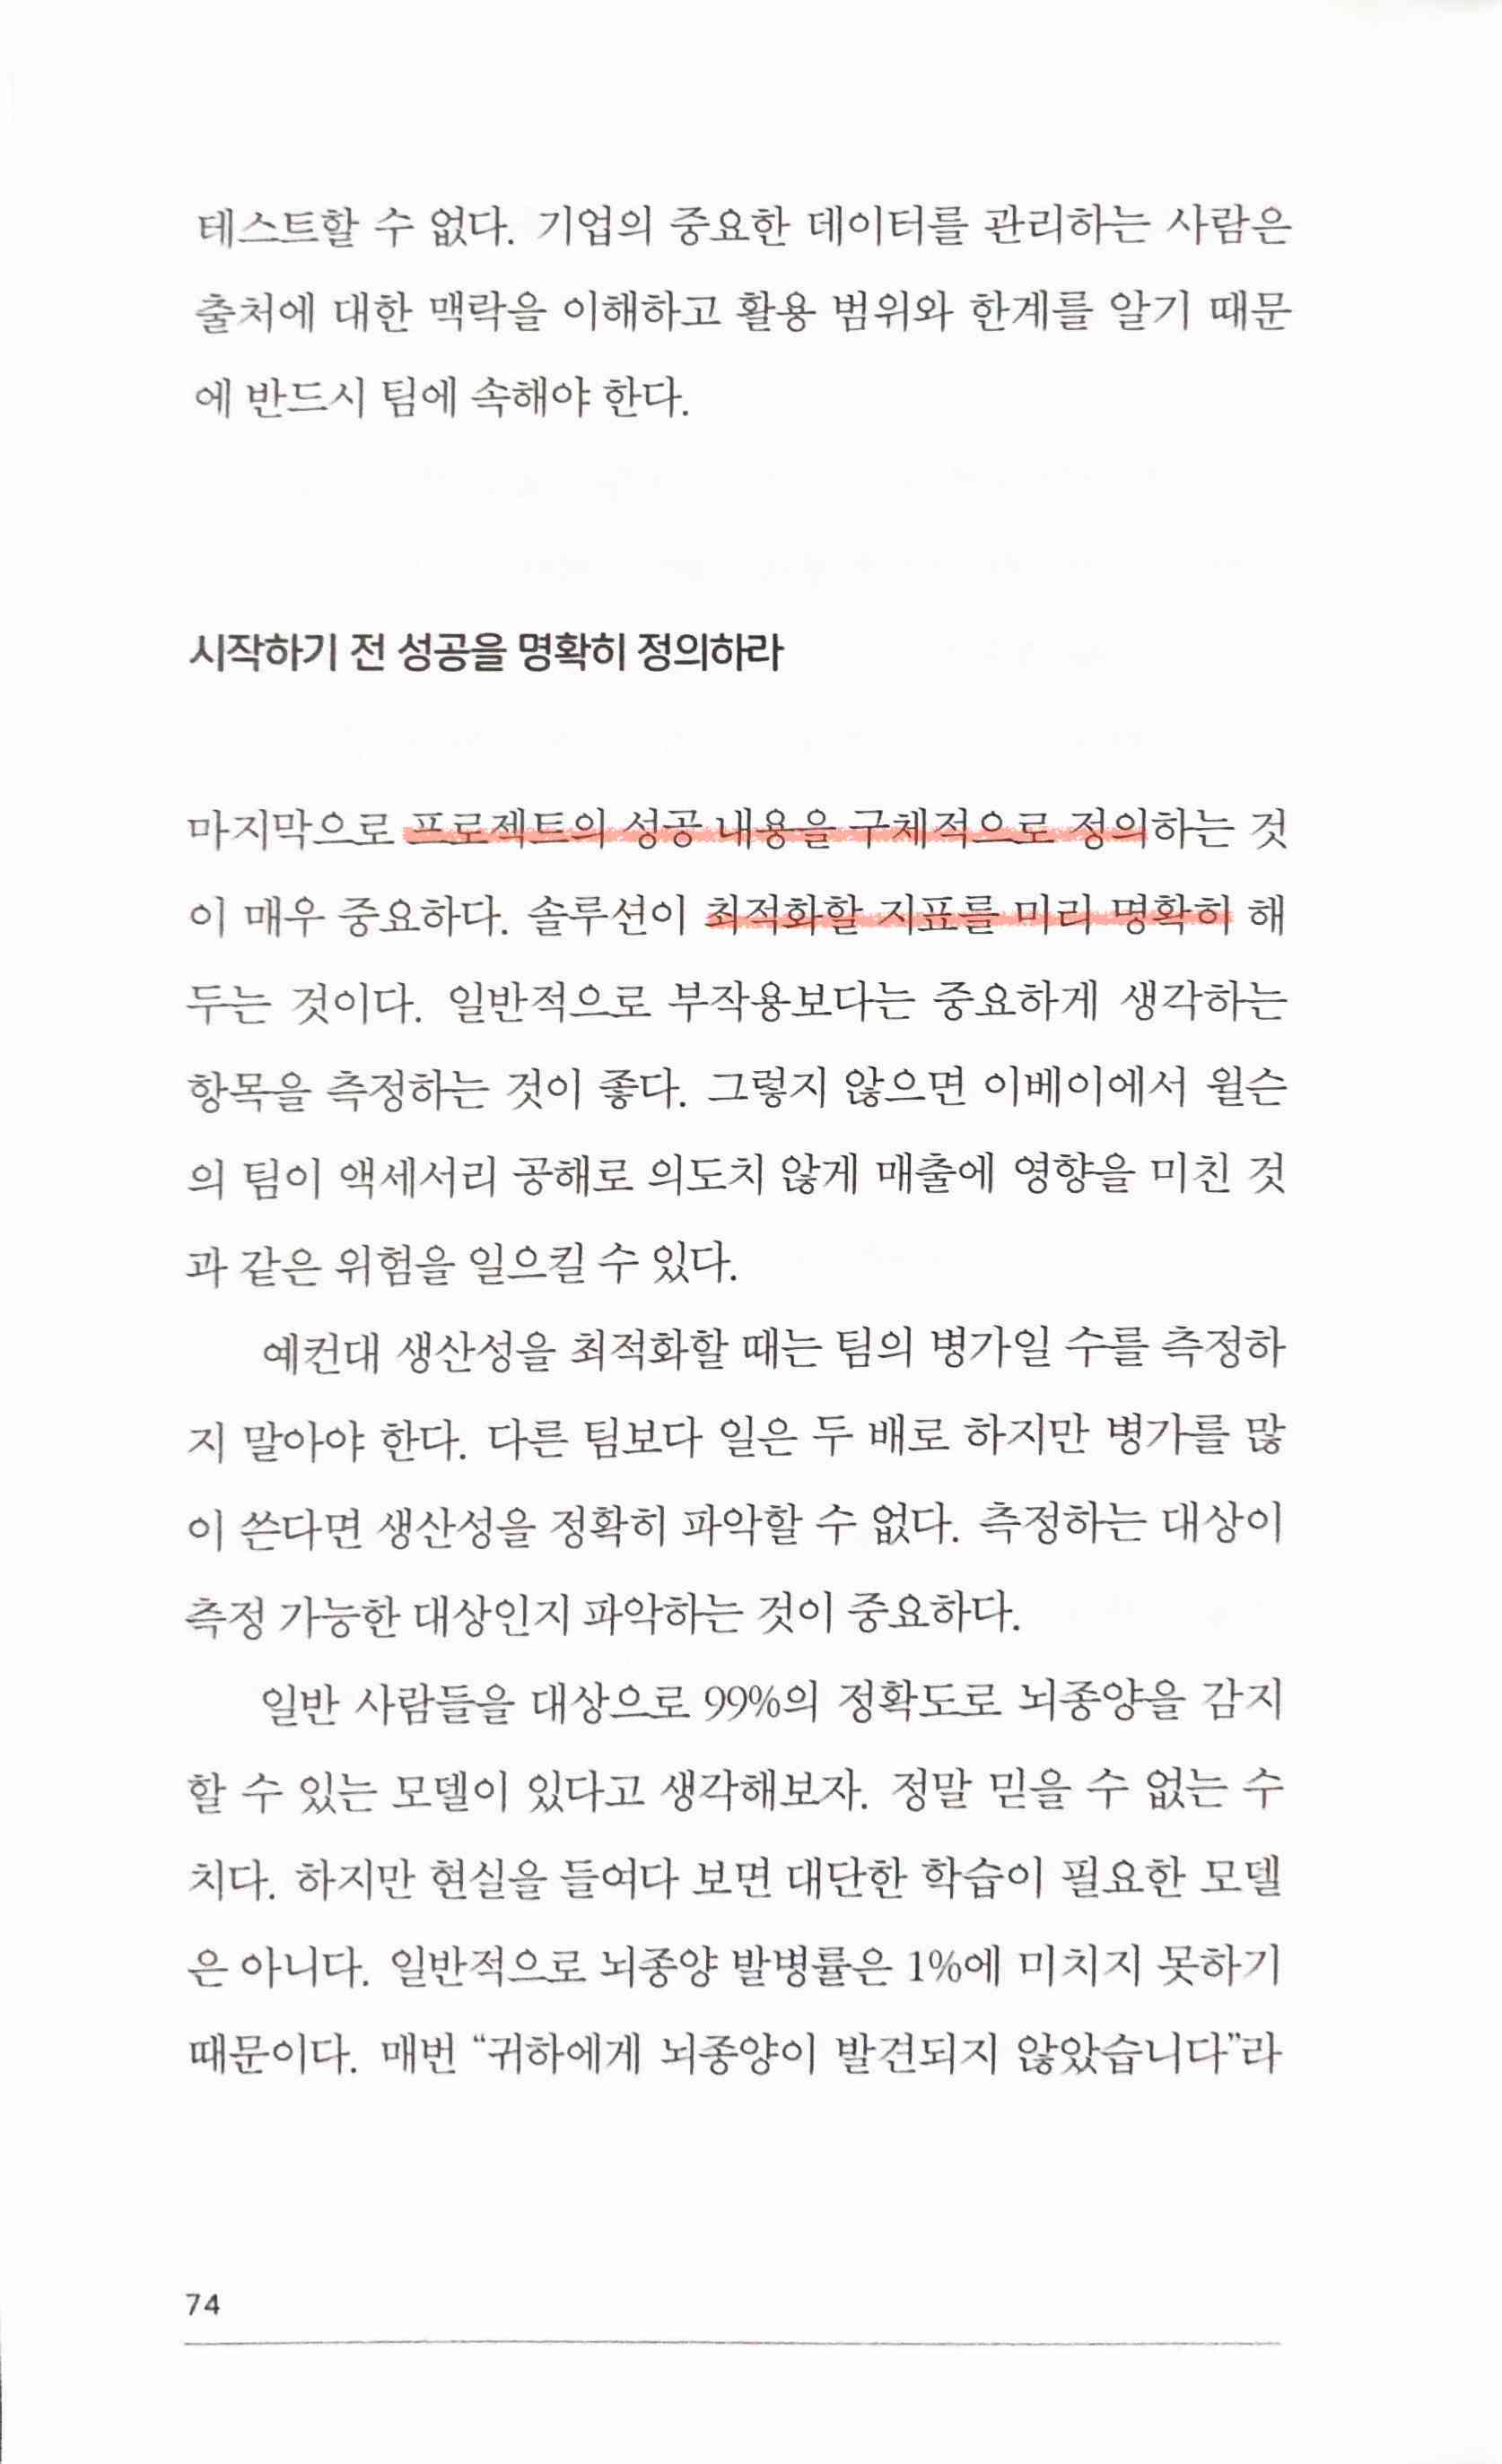 테스트할 수 없다. 기업의 중요한 데이터를 관리하는 사람은
출처에 대한 맥락을 이해하고 활용 범위와 한계를 알기 때문
에 반드시 팀에 속해야 한다.
시작하기 전 성공을 명확히 정의하라
마지막으로 프로젝트의 성공 내용을 구체적으로 정의하는 것
이 매우 중요하다. 솔루션이 최적화할 지표를 미리 명확히 해
두는 것이다. 일반적으로 부작용보다는 중요하게 생각하는
항목을 측정하는 것이 좋다. 그렇지 않으면 이베이에서 윌슨
의 팀이 액세서리 공해로 의도치 않게 매출에 영향을 미친 것
과 같은 위험을 일으킬 수 있다.
예컨대 생산성을 최적화할 때는 팀의 병가일 수를 측정하
지 말아야 한다. 다른 팀보다 일은 두 배로 하지만 병가를 많
이 쓴다면 생산성을 정확히 파악할 수 없다. 측정하는 대상이
측정 가능한 대상인지 파악하는 것이 중요하다.
일반 사람들을 대상으로 99%의 정확도로 뇌종양을 감지
할 수 있는 모델이 있다고 생각해보자. 정말 믿을 수 없는 수
치다. 하지만 현실을 들여다 보면 대단한 학습이 필요한 모델
은 아니다. 일반적으로 뇌종양 발병률은 1%에 미치지 못하기
때문이다. 매번 “귀하에게 뇌종양이 발견되지 않았습니다”라
74